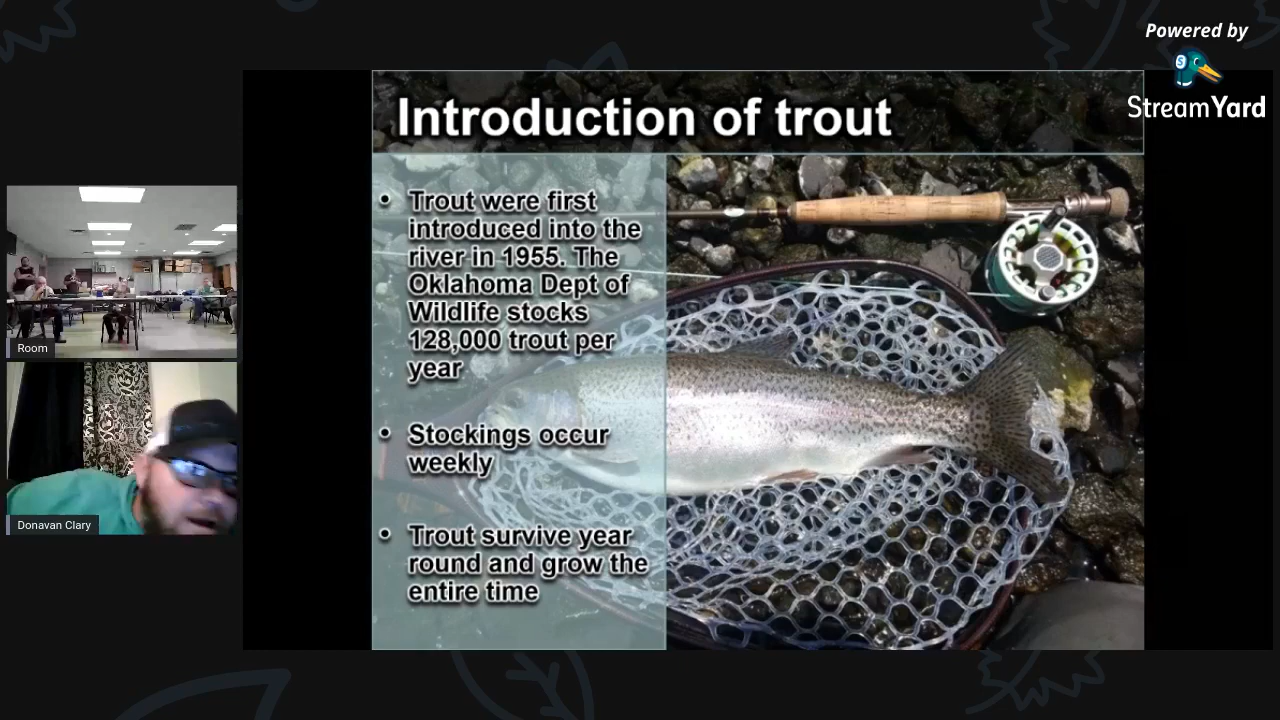 Powered by
StreamYard
Introduction of trout
• Trout were first
introduced into the
river in 1955. The
Oklahoma Dept of
Wildlife stocks
128,000 trout per
year
• Stockings occur
weekly
• Trout survive year
round and grow the
entire time
Room
Donavan Clary